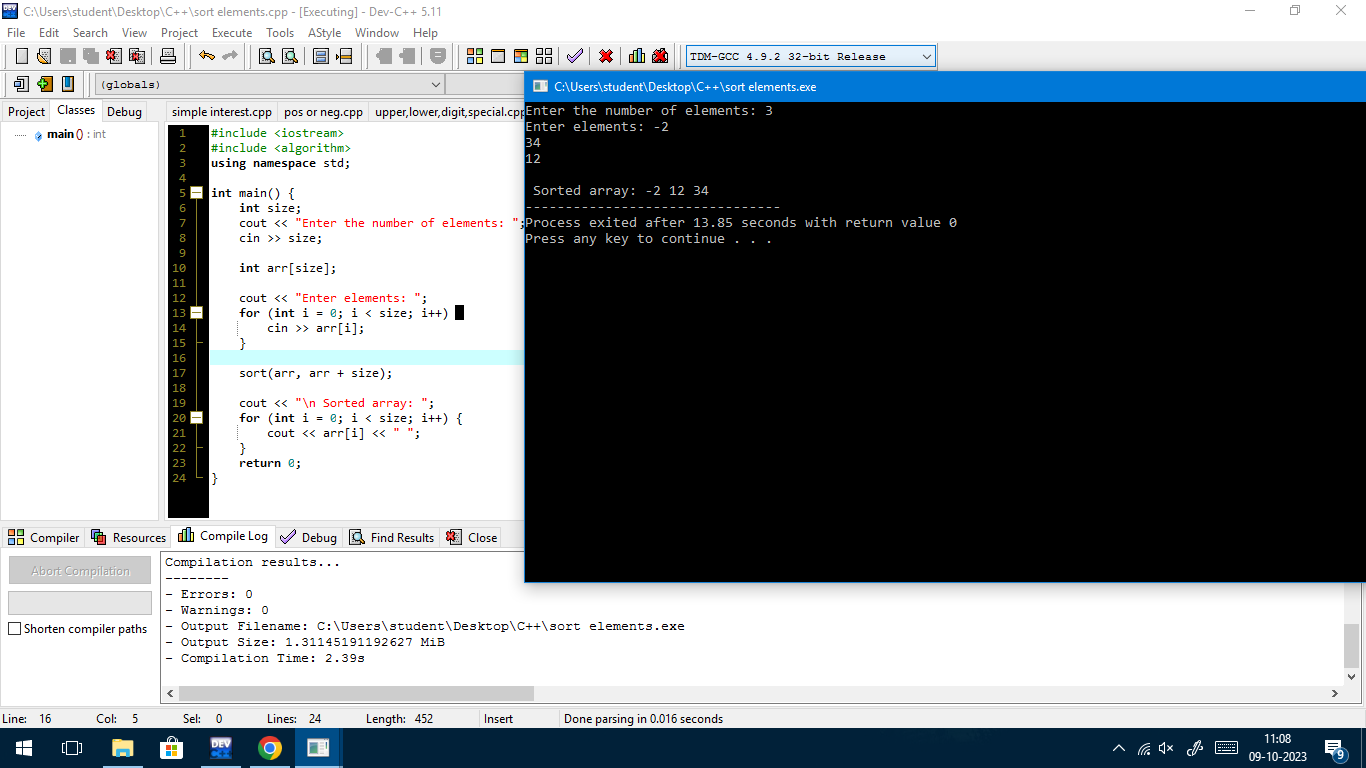 C:\Users\student\Desktop\C++\sort elements.cpp - [Executing] - Dev-C++ 5.11
File Edit Search View Project Execute Tools AStyle Window Help
TDM-GCC 4.9.2 32-bit Release
(globals)
Project Classes Debug
main () : int
simple interest.cpp pos or neg.cpp upper,lower,digit,special.cpp
1 #include <iostream>
2 #include <algorithm>
3 using namespace std;
4
5 int main() {
6 int size;
7 cout << "Enter the number of elements: ";
8 cin >> size;
9
10 int arr[size];
11
12 cout << "Enter elements: ";
13 for (int i = 0; i < size; i++)
14 cin >> arr[i];
15 }
16
17 sort(arr, arr + size);
18
19 cout << "\n Sorted array: ";
20 for (int i = 0; i < size; i++) {
21 cout << arr[i] << " ";
22 }
23 return 0;
24 }
C:\Users\student\Desktop\C++\sort elements.exe
Enter the number of elements: 3
Enter elements: -2
34
12
Sorted array: -2 12 34
--------------------------------
Process exited after 13.85 seconds with return value 0
Press any key to continue . . .
Compiler Resources Compile Log Debug Find Results Close
Abort Compilation
Shorten compiler paths
Compilation results...
--------
- Errors: 0
- Warnings: 0
- Output Filename: C:\Users\student\Desktop\C++\sort elements.exe
- Output Size: 1.31145191192627 MiB
- Compilation Time: 2.39s
Line: 16 Col: 5 Sel: 0 Lines: 24 Length: 452 Insert Done parsing in 0.016 seconds
DEV C++
11:08
09-10-2023
9